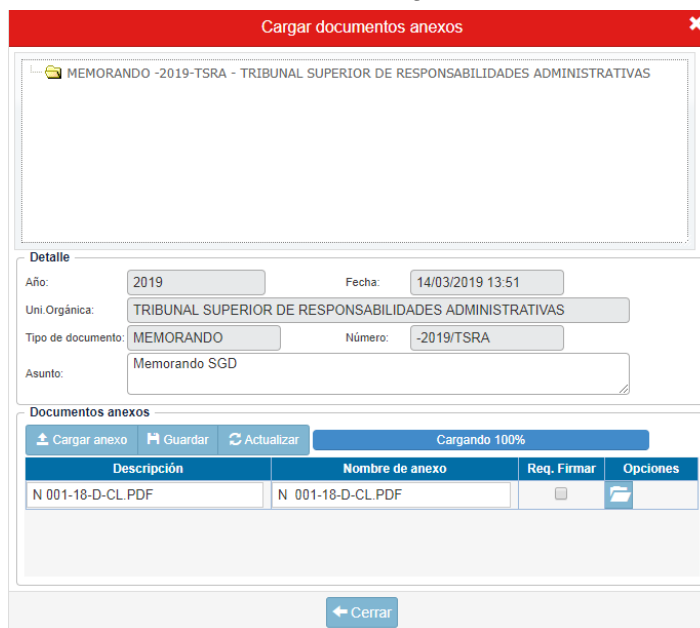 Cargar documentos anexos
MEMORANDO -2019-TSRA - TRIBUNAL SUPERIOR DE RESPONSABILIDADES ADMINISTRATIVAS
Detalle
Año: 2019 Fecha: 14/03/2019 13:51
Uni.Orgánica: TRIBUNAL SUPERIOR DE RESPONSABILIDADES ADMINISTRATIVAS
Tipo de documento: MEMORANDO Número: -2019/TSRA
Asunto: Memorando SGD
Documentos anexos
Cargar anexo Guardar Actualizar Cargando 100%
Descripción Nombre de anexo Req. Firmar Opciones
N 001-18-D-CL.PDF N 001-18-D-CL.PDF
Cerrar